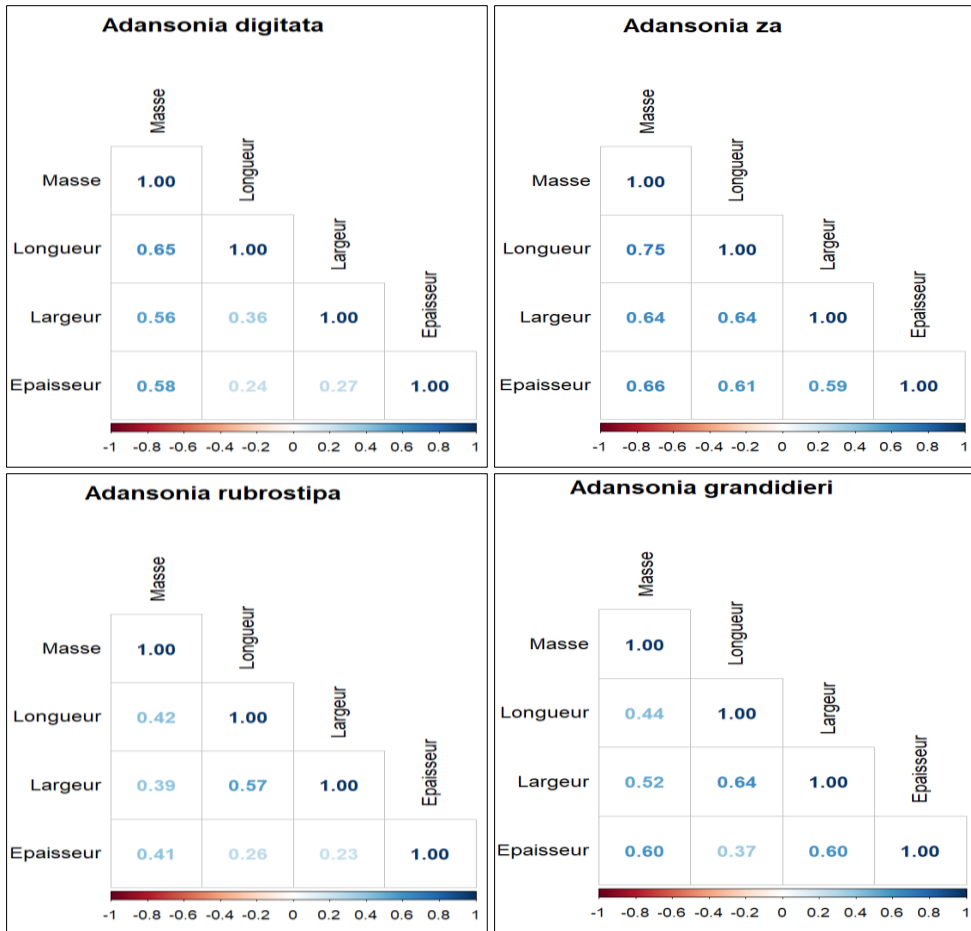 Adansonia digitata
Masse
Longueur
Largeur
Epaisseur
Masse 1.00
Longueur 0.65 1.00
Largeur 0.56 0.36 1.00
Epaisseur 0.58 0.24 0.27 1.00
-1 -0.8 -0.6 -0.4 -0.2 0 0.2 0.4 0.6 0.8 1
Adansonia za
Masse
Longueur
Largeur
Epaisseur
Masse 1.00
Longueur 0.75 1.00
Largeur 0.64 0.64 1.00
Epaisseur 0.66 0.61 0.59 1.00
-1 -0.8 -0.6 -0.4 -0.2 0 0.2 0.4 0.6 0.8 1
Adansonia rubrostipa
Masse
Longueur
Largeur
Epaisseur
Masse 1.00
Longueur 0.42 1.00
Largeur 0.39 0.57 1.00
Epaisseur 0.41 0.26 0.23 1.00
-1 -0.8 -0.6 -0.4 -0.2 0 0.2 0.4 0.6 0.8 1
Adansonia grandidieri
Masse
Longueur
Largeur
Epaisseur
Masse 1.00
Longueur 0.44 1.00
Largeur 0.52 0.64 1.00
Epaisseur 0.60 0.37 0.60 1.00
-1 -0.8 -0.6 -0.4 -0.2 0 0.2 0.4 0.6 0.8 1